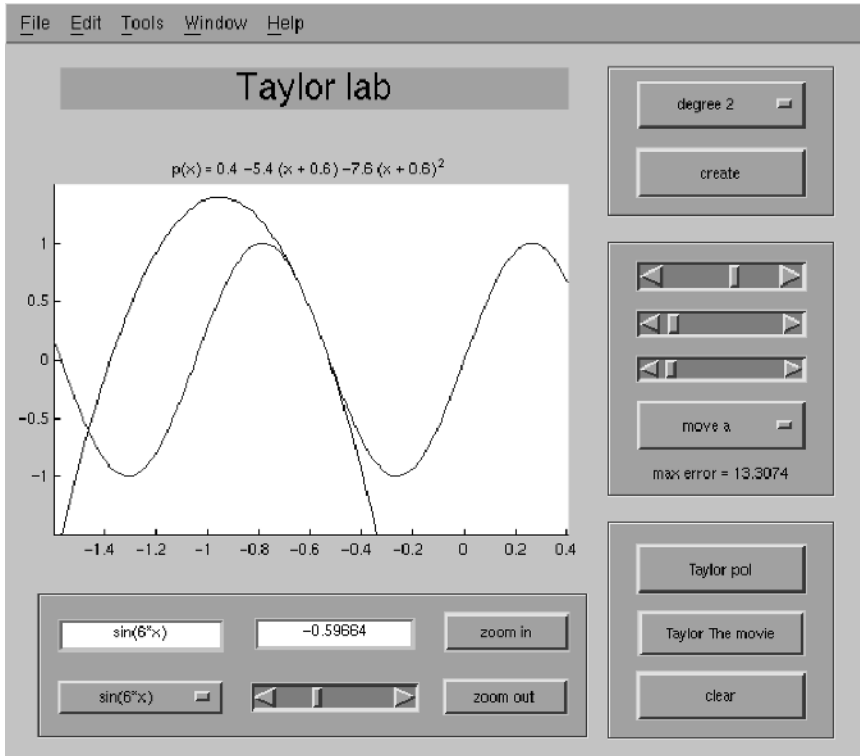 File Edit Tools Window Help
Taylor lab
p(x) = 0.4 −5.4 (x + 0.6) −7.6 (x + 0.6)²
1
0.5
0
−0.5
−1
−1.4 −1.2 −1 −0.8 −0.6 −0.4 −0.2 0 0.2 0.4
sin(6*x) −0.59664 zoom in
sin(6*x) zoom out
degree 2
create
move a
max error = 13.3074
Taylor pol
Taylor The movie
clear